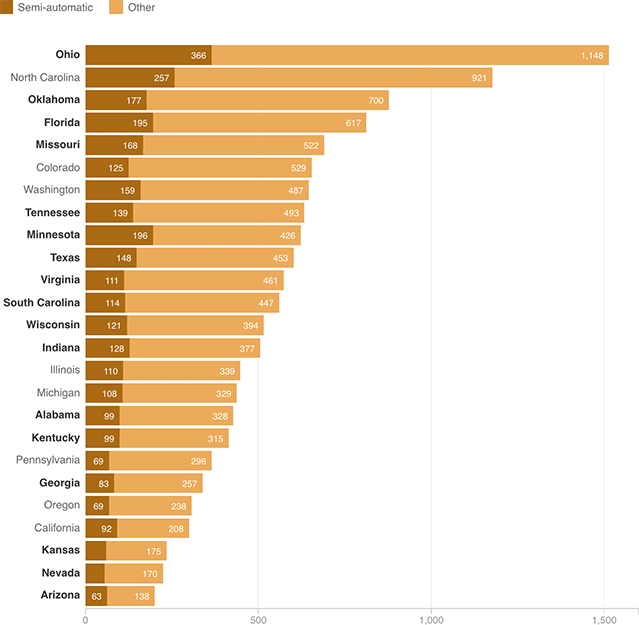 Semi-automatic Other
Ohio 366 1,148
North Carolina 257 921
Oklahoma 177 700
Florida 195 617
Missouri 168 522
Colorado 125 529
Washington 159 487
Tennessee 139 493
Minnesota 196 426
Texas 148 453
Virginia 111 461
South Carolina 114 447
Wisconsin 121 394
Indiana 128 377
Illinois 110 339
Michigan 108 329
Alabama 99 328
Kentucky 99 315
Pennsylvania 69 296
Georgia 83 257
Oregon 69 238
California 92 208
Kansas 175
Nevada 170
Arizona 63 138
0 500 1,000 1,500